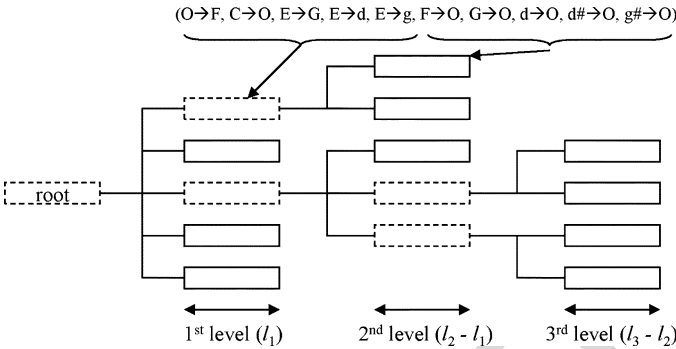 (O→F, C→O, E→G, E→d, E→g, F→O, G→O, d→O, d#→O, g#→O)
root
1st level (l1)
2nd level (l2 - l1)
3rd level (l3 - l2)